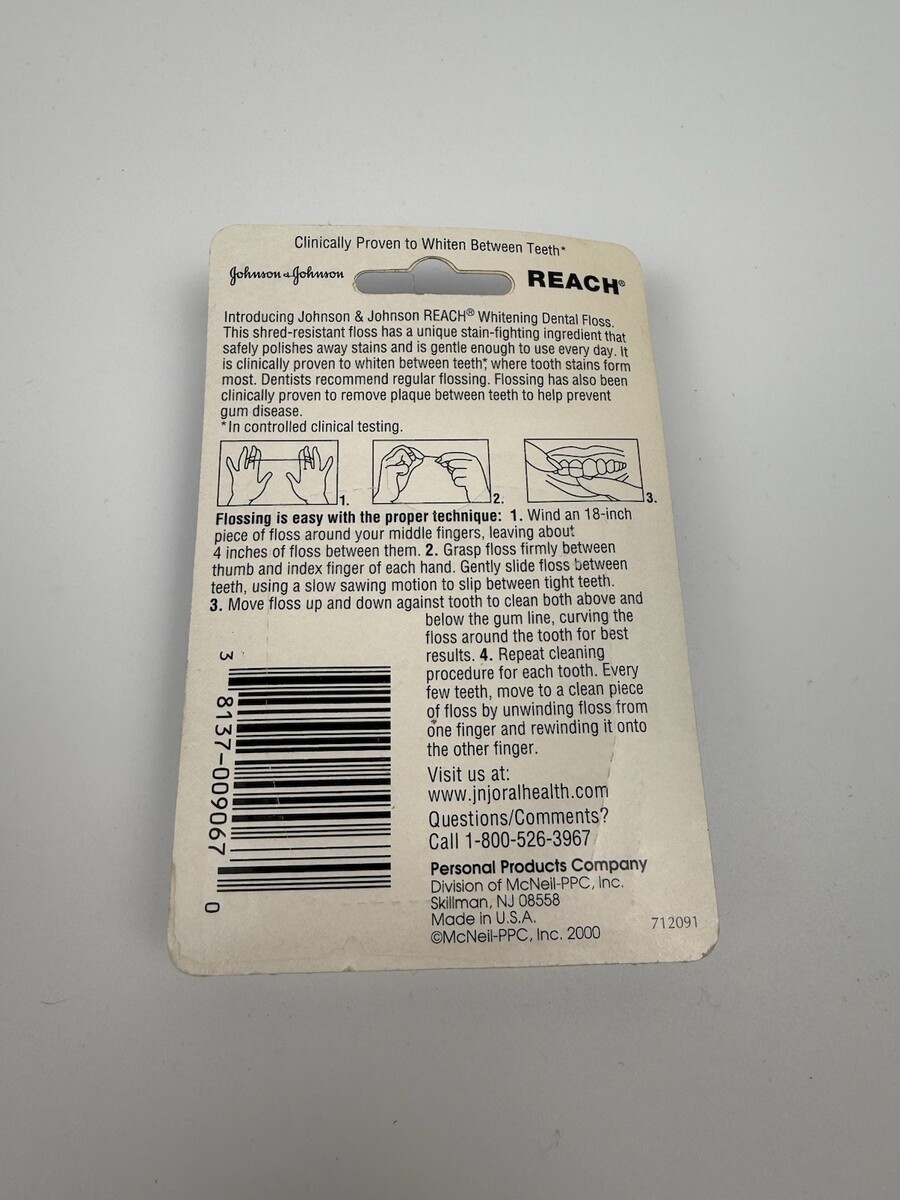 Clinically Proven to Whiten Between Teeth*
Johnson & Johnson
REACH®
Introducing Johnson & Johnson REACH® Whitening Dental Floss.
This shred-resistant floss has a unique stain-fighting ingredient that
safely polishes away stains and is gentle enough to use every day. It
is clinically proven to whiten between teeth*, where tooth stains form
most. Dentists recommend regular flossing. Flossing has also been
clinically proven to remove plaque between teeth to help prevent
gum disease.
*In controlled clinical testing.
1.
2.
3.
Flossing is easy with the proper technique: 1. Wind an 18-inch
piece of floss around your middle fingers, leaving about
4 inches of floss between them. 2. Grasp floss firmly between
thumb and index finger of each hand. Gently slide floss between
teeth, using a slow sawing motion to slip between tight teeth.
3. Move floss up and down against tooth to clean both above and
below the gum line, curving the
floss around the tooth for best
results. 4. Repeat cleaning
procedure for each tooth. Every
few teeth, move to a clean piece
of floss by unwinding floss from
one finger and rewinding it onto
the other finger.
Visit us at:
www.jnjoralhealth.com
Questions/Comments?
Call 1-800-526-3967
Personal Products Company
Division of McNeil-PPC, Inc.
Skillman, NJ 08558
Made in U.S.A.
©McNeil-PPC, Inc. 2000
712091
3 8137-009067 0